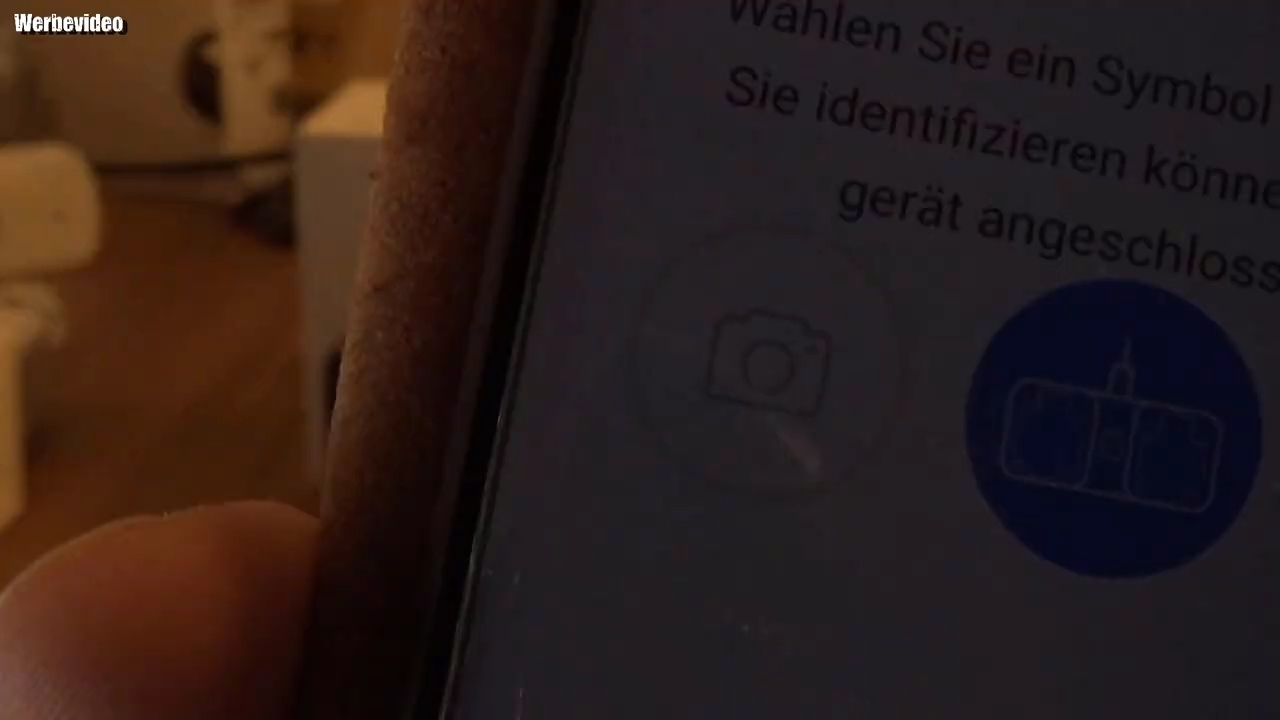 Werbevideo
Wählen Sie ein Symbol
Sie identifizieren könne
gerät angeschloss